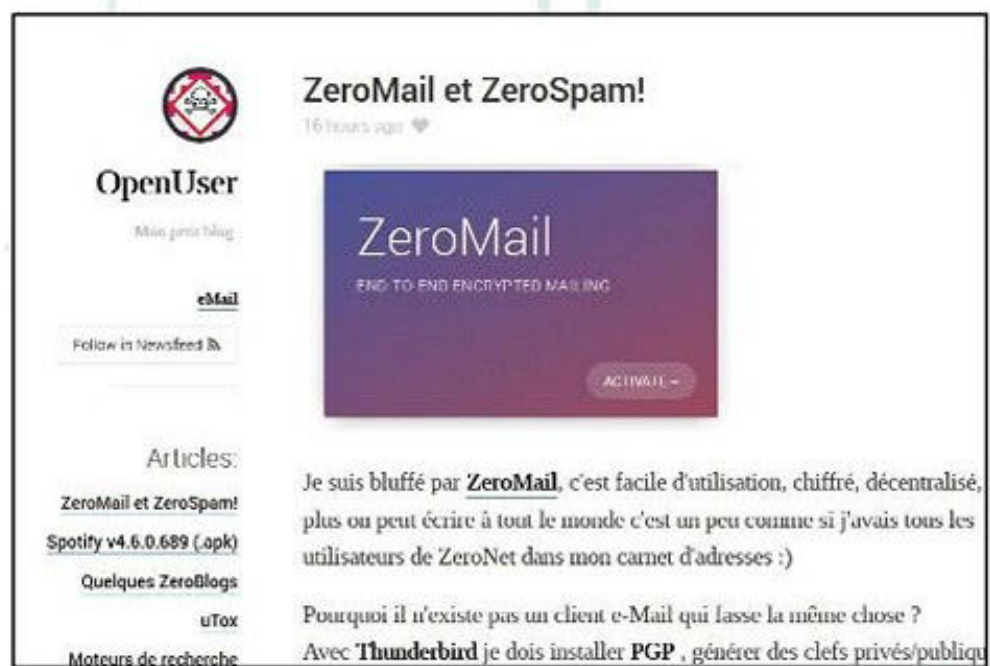 OpenUser
Mon petit blog.
eMail
Follow in Newsfeed
Articles:
ZeroMail et ZeroSpam!
Spotify v4.6.0.689 (.apk)
Quelques ZeroBlogs
uTox
Moteurs de recherche
ZeroMail et ZeroSpam!
16 hours ago
ZeroMail
END-TO-END ENCRYPTED MAILING
ACTIVATE
Je suis bluffé par ZeroMail, c'est facile d'utilisation, chiffré, décentralisé,
plus on peut écrire à tout le monde c'est un peu comme si j'avais tous les
utilisateurs de ZeroNet dans mon carnet d'adresses :)
Pourquoi il n'existe pas un client e-Mail qui fasse la même chose ?
Avec Thunderbird je dois installer PGP , générer des clefs privés/publiqu